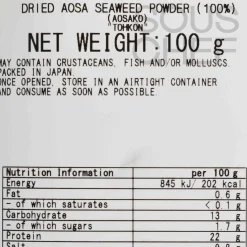 DRIED AOSA SEAWEED POWDER (100%)
(AOSAKO)
TOHKON
NET WEIGHT:100 g
MAY CONTAIN CRUSTACEANS, FISH AND/OR MOLLUSCS.
PACKED IN JAPAN.
ONCE OPENED, STORE IN AN AIRTIGHT CONTAINER
AND CONSUME AS SOON AS POSSIBLE.
Nutrition Information per 100 g
Energy 845 kJ/ 202 kcal
Fat 0.6 g
- of which saturates < 0.1 g
Carbohydrate 13 g
- of which sugars 1.7 g
Protein 22 g